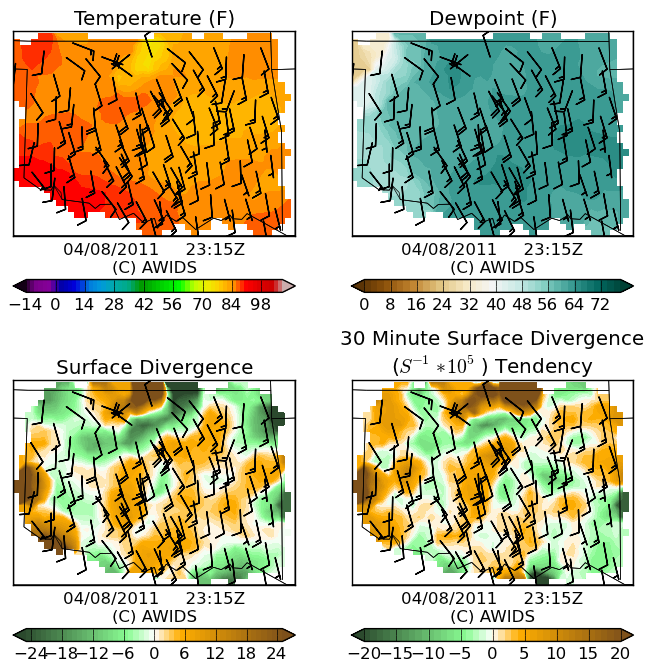 Temperature (F)
04/08/2011 23:15Z
(C) AWIDS
−14 0 14 28 42 56 70 84 98
Dewpoint (F)
04/08/2011 23:15Z
(C) AWIDS
0 8 16 24 32 40 48 56 64 72
Surface Divergence
04/08/2011 23:15Z
(C) AWIDS
−24 −18 −12 −6 0 6 12 18 24
30 Minute Surface Divergence
(S⁻¹ *10⁵ ) Tendency
04/08/2011 23:15Z
(C) AWIDS
−20 −15 −10 −5 0 5 10 15 20